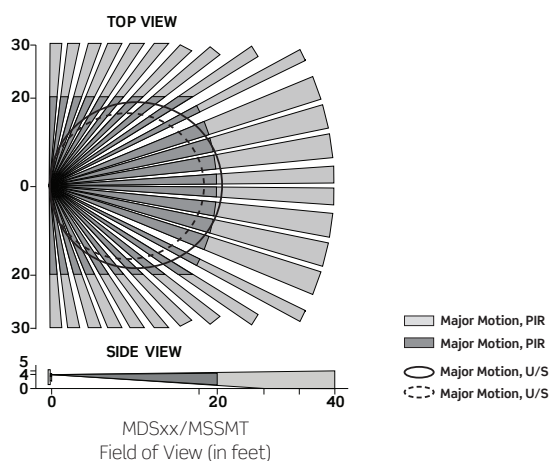 TOP VIEW
30
20
0
20
30
SIDE VIEW
5
4
0
0
20
40
MDSxx/MSSMT
Field of View (in feet)
Major Motion, PIR
Major Motion, PIR
Major Motion, U/S
Major Motion, U/S